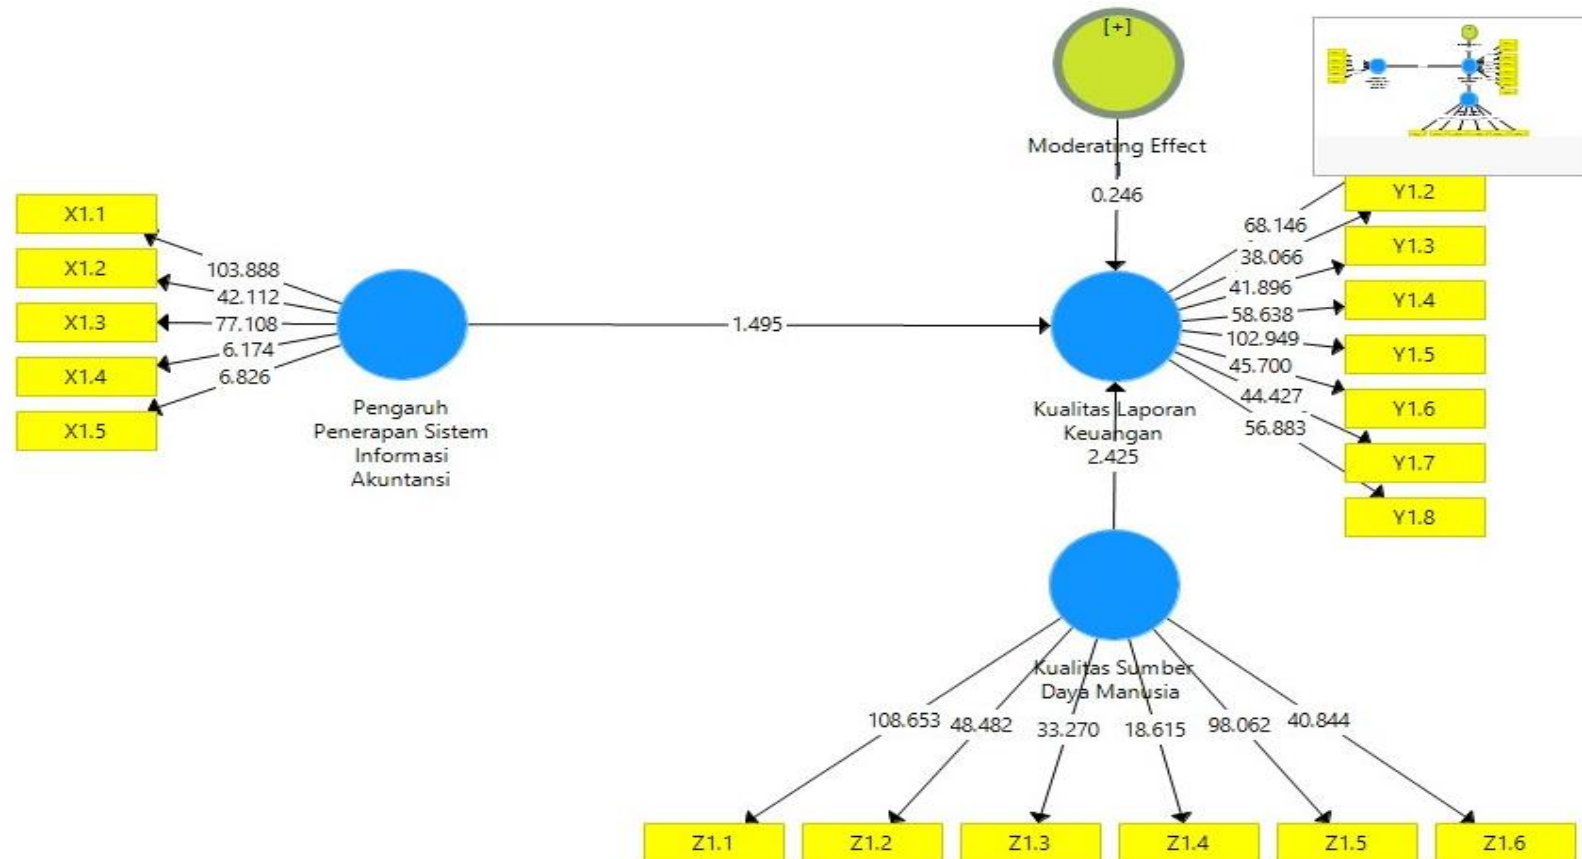 [+]
Moderating Effect
1
0.246
X1.1
X1.2
X1.3
X1.4
X1.5
103.888
42.112
77.108
6.174
6.826
Pengaruh
Penerapan Sistem
Informasi
Akuntansi
1.495
Kualitas Laporan
Keuangan
2.425
68.146
38.066
41.896
58.638
102.949
45.700
44.427
56.883
Y1.2
Y1.3
Y1.4
Y1.5
Y1.6
Y1.7
Y1.8
Kualitas Sumber
Daya Manusia
108.653
48.482
33.270
18.615
98.062
40.844
Z1.1
Z1.2
Z1.3
Z1.4
Z1.5
Z1.6